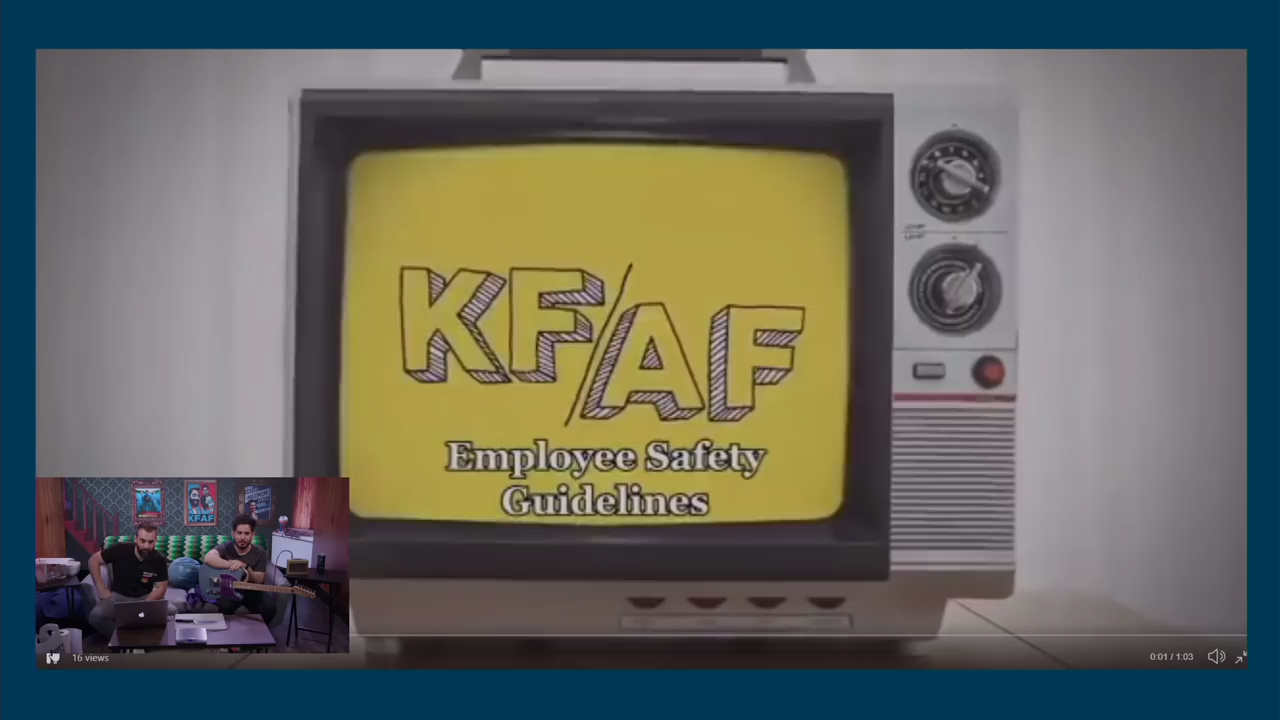 KF/AF
Employee Safety
Guidelines
KFAF
16 views
0:01 / 1:03